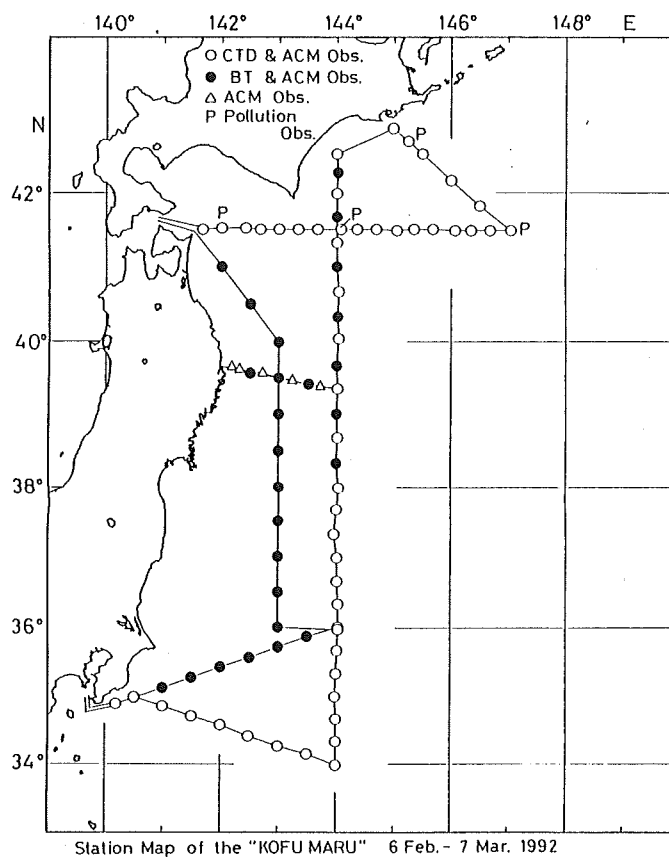 140° 142° 144° 146° 148° E
○ CTD & ACM Obs.
● BT & ACM Obs.
△ ACM Obs.
P Pollution
Obs.
N
P
42°
P
P
P
40°
38°
36°
34°
Station Map of the "KOFU MARU" 6 Feb. - 7 Mar. 1992